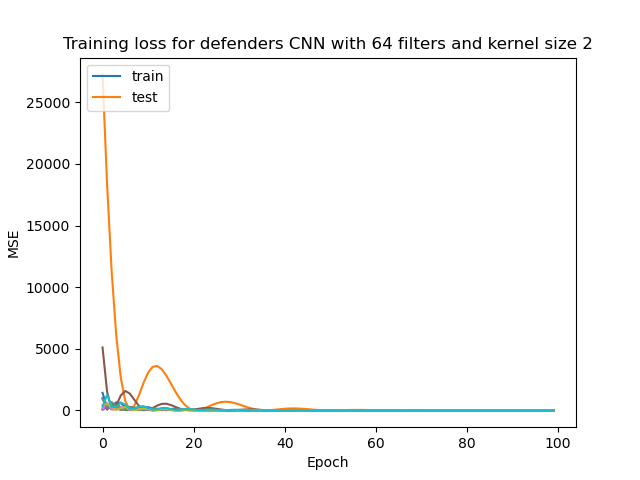 Training loss for defenders CNN with 64 filters and kernel size 2
train
test
25000
20000
15000
10000
5000
0
MSE
0 20 40 60 80 100
Epoch